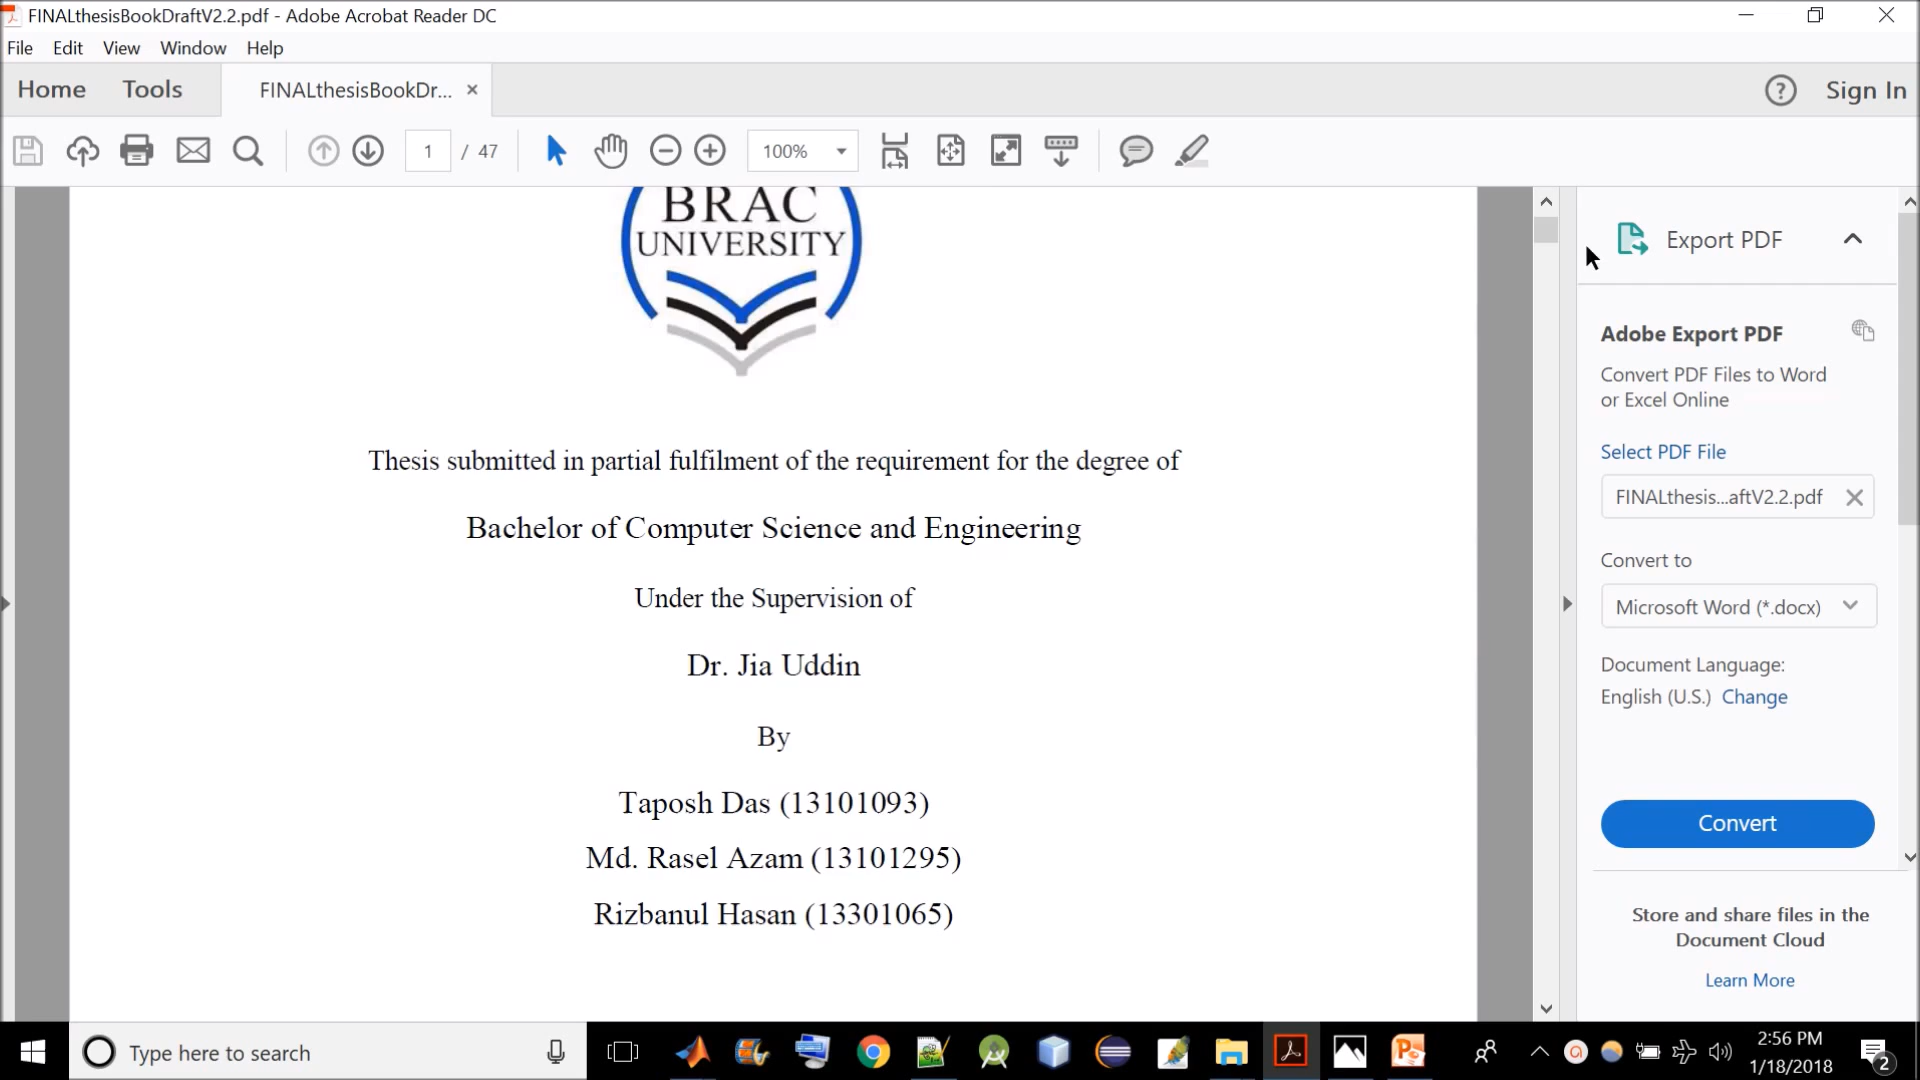 FINALthesisBookDraftV2.2.pdf - Adobe Acrobat Reader DC
File Edit View Window Help
Home Tools FINALthesisBookDr... × ? Sign In
1 / 47 100%
BRAC
UNIVERSITY
Thesis submitted in partial fulfilment of the requirement for the degree of
Bachelor of Computer Science and Engineering
Under the Supervision of
Dr. Jia Uddin
By
Taposh Das (13101093)
Md. Rasel Azam (13101295)
Rizbanul Hasan (13301065)
Export PDF
Adobe Export PDF
Convert PDF Files to Word
or Excel Online
Select PDF File
FINALthesis...aftV2.2.pdf
Convert to
Microsoft Word (*.docx)
Document Language:
English (U.S.) Change
Convert
Store and share files in the
Document Cloud
Learn More
Type here to search
2:56 PM
1/18/2018
2